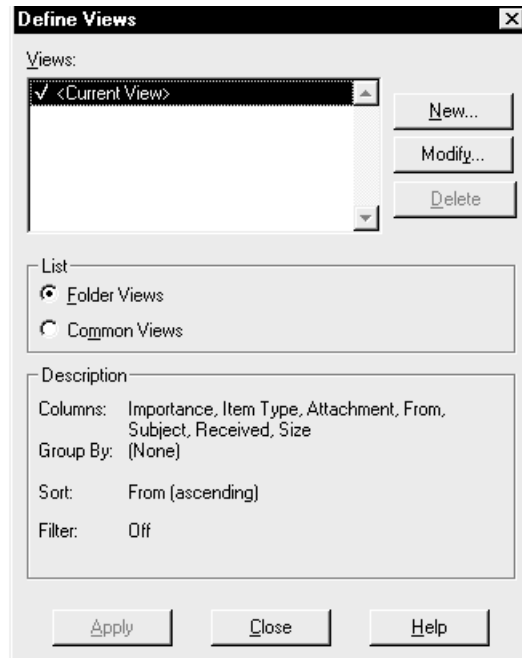 Define Views
Views:
✓ <Current View>
New...
Modify...
Delete
List
Folder Views
Common Views
Description
Columns: Importance, Item Type, Attachment, From,
Subject, Received, Size
Group By: (None)
Sort: From (ascending)
Filter: Off
Apply Close Help